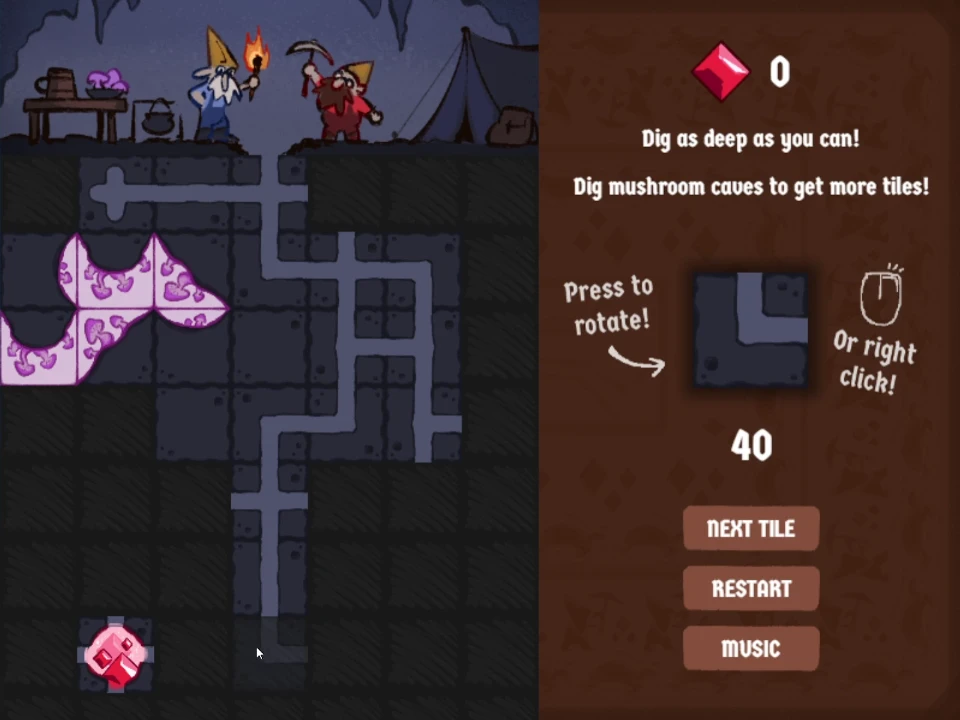 0
Dig as deep as you can!
Dig mushroom caves to get more tiles!
Press to
rotate!
Or right
click!
40
NEXT TILE
RESTART
MUSIC